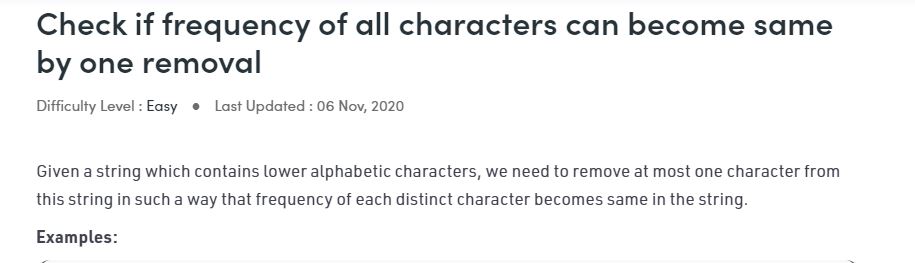 Check if frequency of all characters can become same
by one removal
Difficulty Level : Easy ● Last Updated : 06 Nov, 2020
Given a string which contains lower alphabetic characters, we need to remove at most one character from
this string in such a way that frequency of each distinct character becomes same in the string.
Examples: